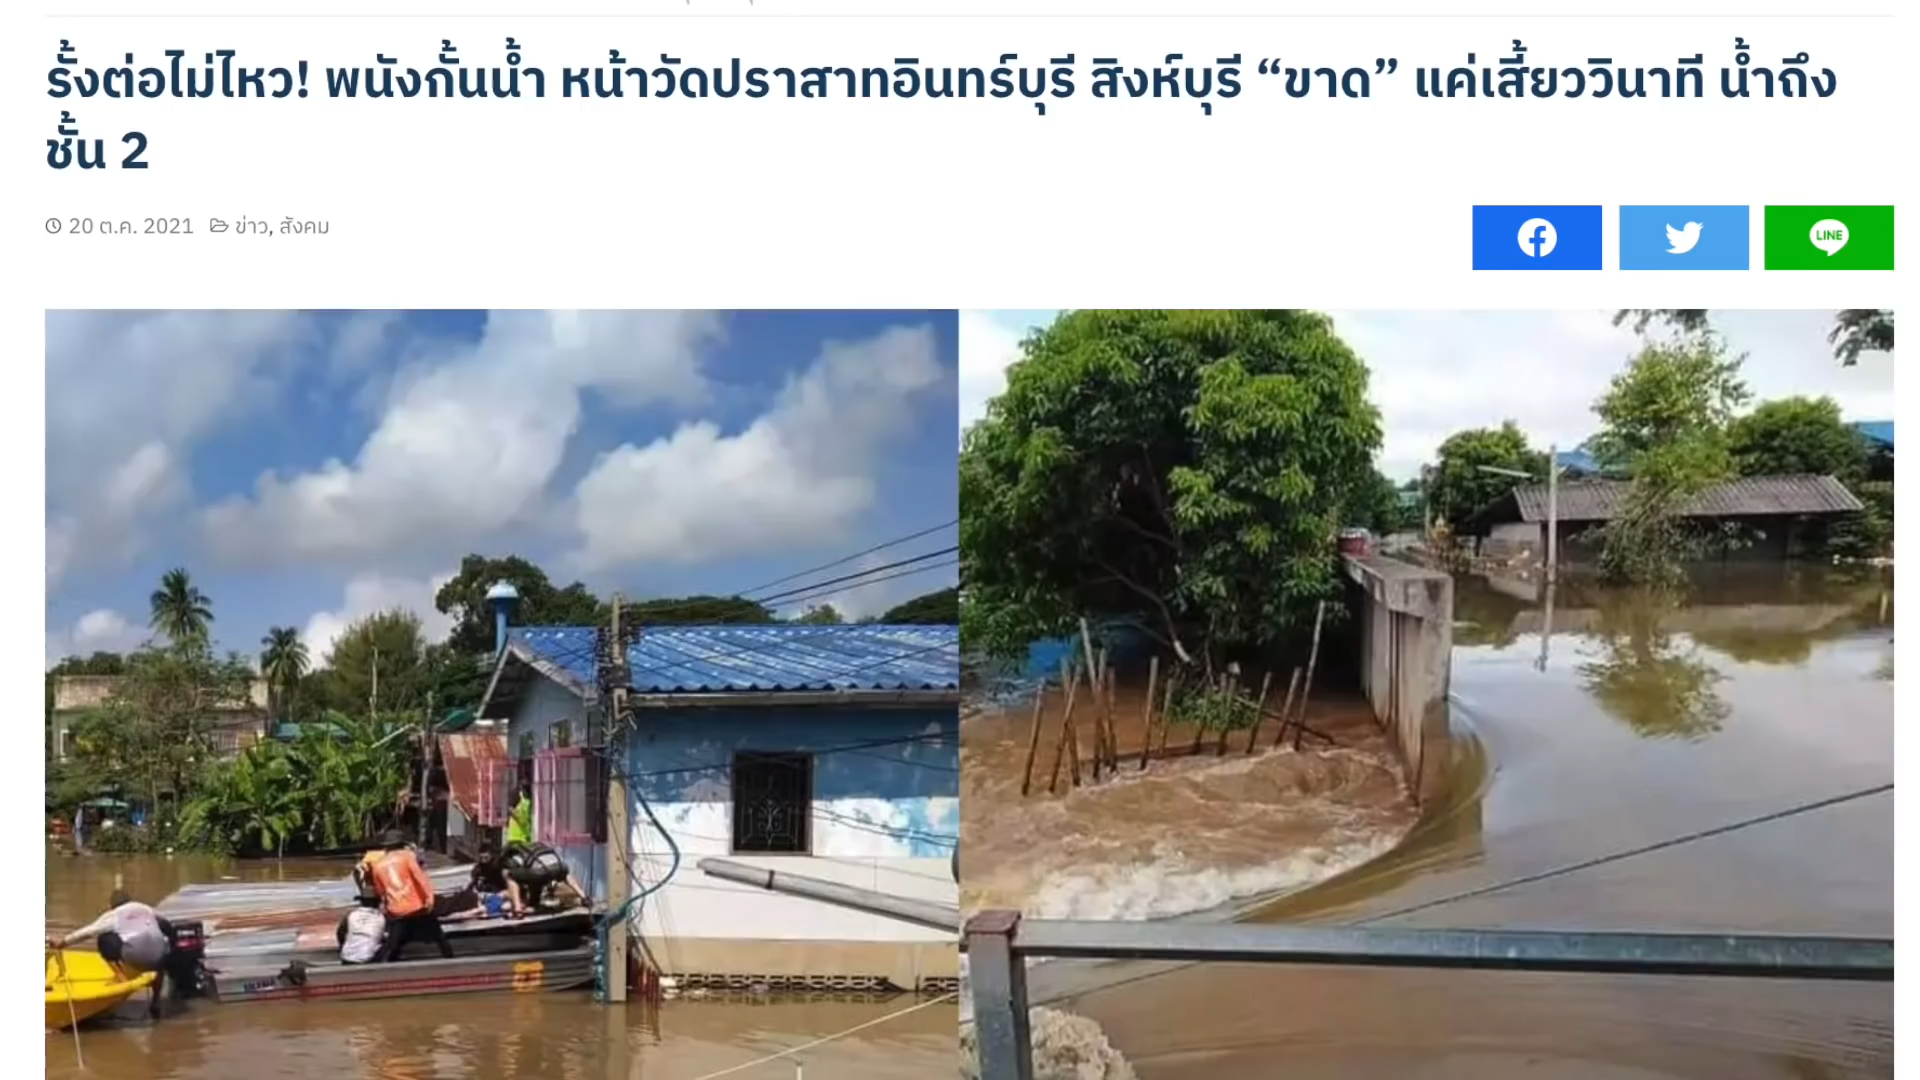 รั้งต่อไม่ไหว! พนังกั้นน้ำ หน้าวัดปราสาทอินทร์บุรี สิงห์บุรี “ขาด” แค่เสี้ยววินาที น้ำถึง
ชั้น 2
20 ต.ค. 2021 ข่าว, สังคม
LINE